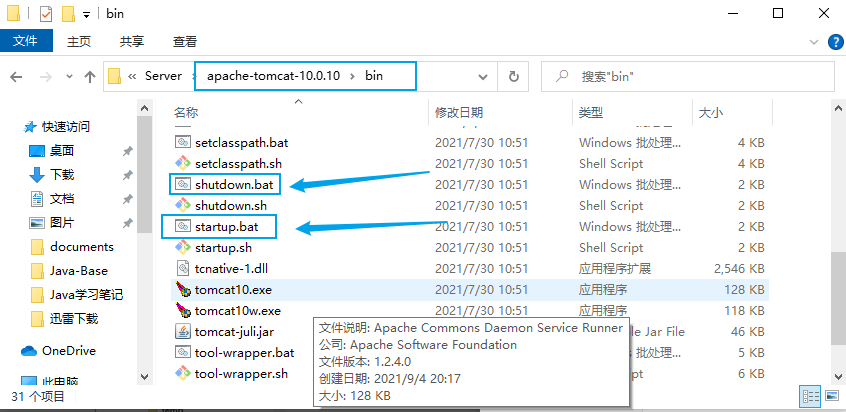 bin
文件 主页 共享 查看
« Server › apache-tomcat-10.0.10 › bin 搜索"bin"
名称 修改日期 类型 大小
快速访问
桌面
下载
文档
图片
documents
Java-Base
Java学习笔记
迅雷下载
OneDrive
此电脑
setclasspath.bat 2021/7/30 10:51 Windows 批处理... 4 KB
setclasspath.sh 2021/7/30 10:51 Shell Script 4 KB
shutdown.bat 2021/7/30 10:51 Windows 批处理... 2 KB
shutdown.sh 2021/7/30 10:51 Shell Script 2 KB
startup.bat 2021/7/30 10:51 Windows 批处理... 2 KB
startup.sh 2021/7/30 10:51 Shell Script 2 KB
tcnative-1.dll 2021/7/30 10:51 应用程序扩展 2,546 KB
tomcat10.exe 2021/7/30 10:51 应用程序 128 KB
tomcat10w.exe 2021/7/30 10:51 应用程序 118 KB
tomcat-juli.jar le Jar File 46 KB
tool-wrapper.bat 批处理... 5 KB
tool-wrapper.sh ript 6 KB
文件说明: Apache Commons Daemon Service Runner
公司: Apache Software Foundation
文件版本: 1.2.4.0
创建日期: 2021/9/4 20:17
大小: 128 KB
31 个项目